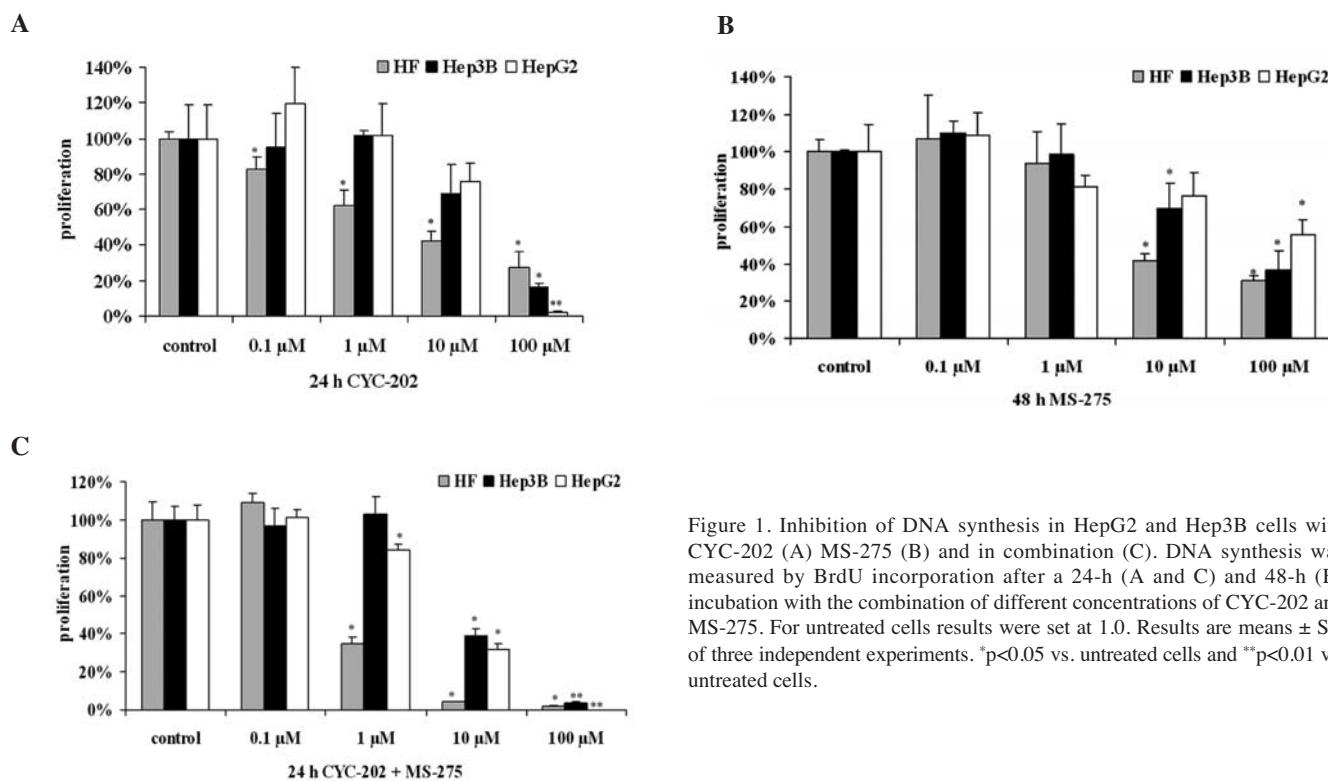 A
140%
120%
100%
80%
60%
40%
20%
0%
proliferation
HF Hep3B HepG2
* * * * * **
control 0.1 µM 1 µM 10 µM 100 µM
24 h CYC-202
B
140%
120%
100%
80%
60%
40%
20%
0%
proliferation
HF Hep3B HepG2
* * * * *
control 0.1 µM 1 µM 10 µM 100 µM
48 h MS-275
C
120%
100%
80%
60%
40%
20%
0%
proliferation
HF Hep3B HepG2
* * * * * * ** **
control 0.1 µM 1 µM 10 µM 100 µM
24 h CYC-202 + MS-275
Figure 1. Inhibition of DNA synthesis in HepG2 and Hep3B cells wi
CYC-202 (A) MS-275 (B) and in combination (C). DNA synthesis wa
measured by BrdU incorporation after a 24-h (A and C) and 48-h (B
incubation with the combination of different concentrations of CYC-202 an
MS-275. For untreated cells results were set at 1.0. Results are means ± S
of three independent experiments. *p<0.05 vs. untreated cells and **p<0.01 v
untreated cells.